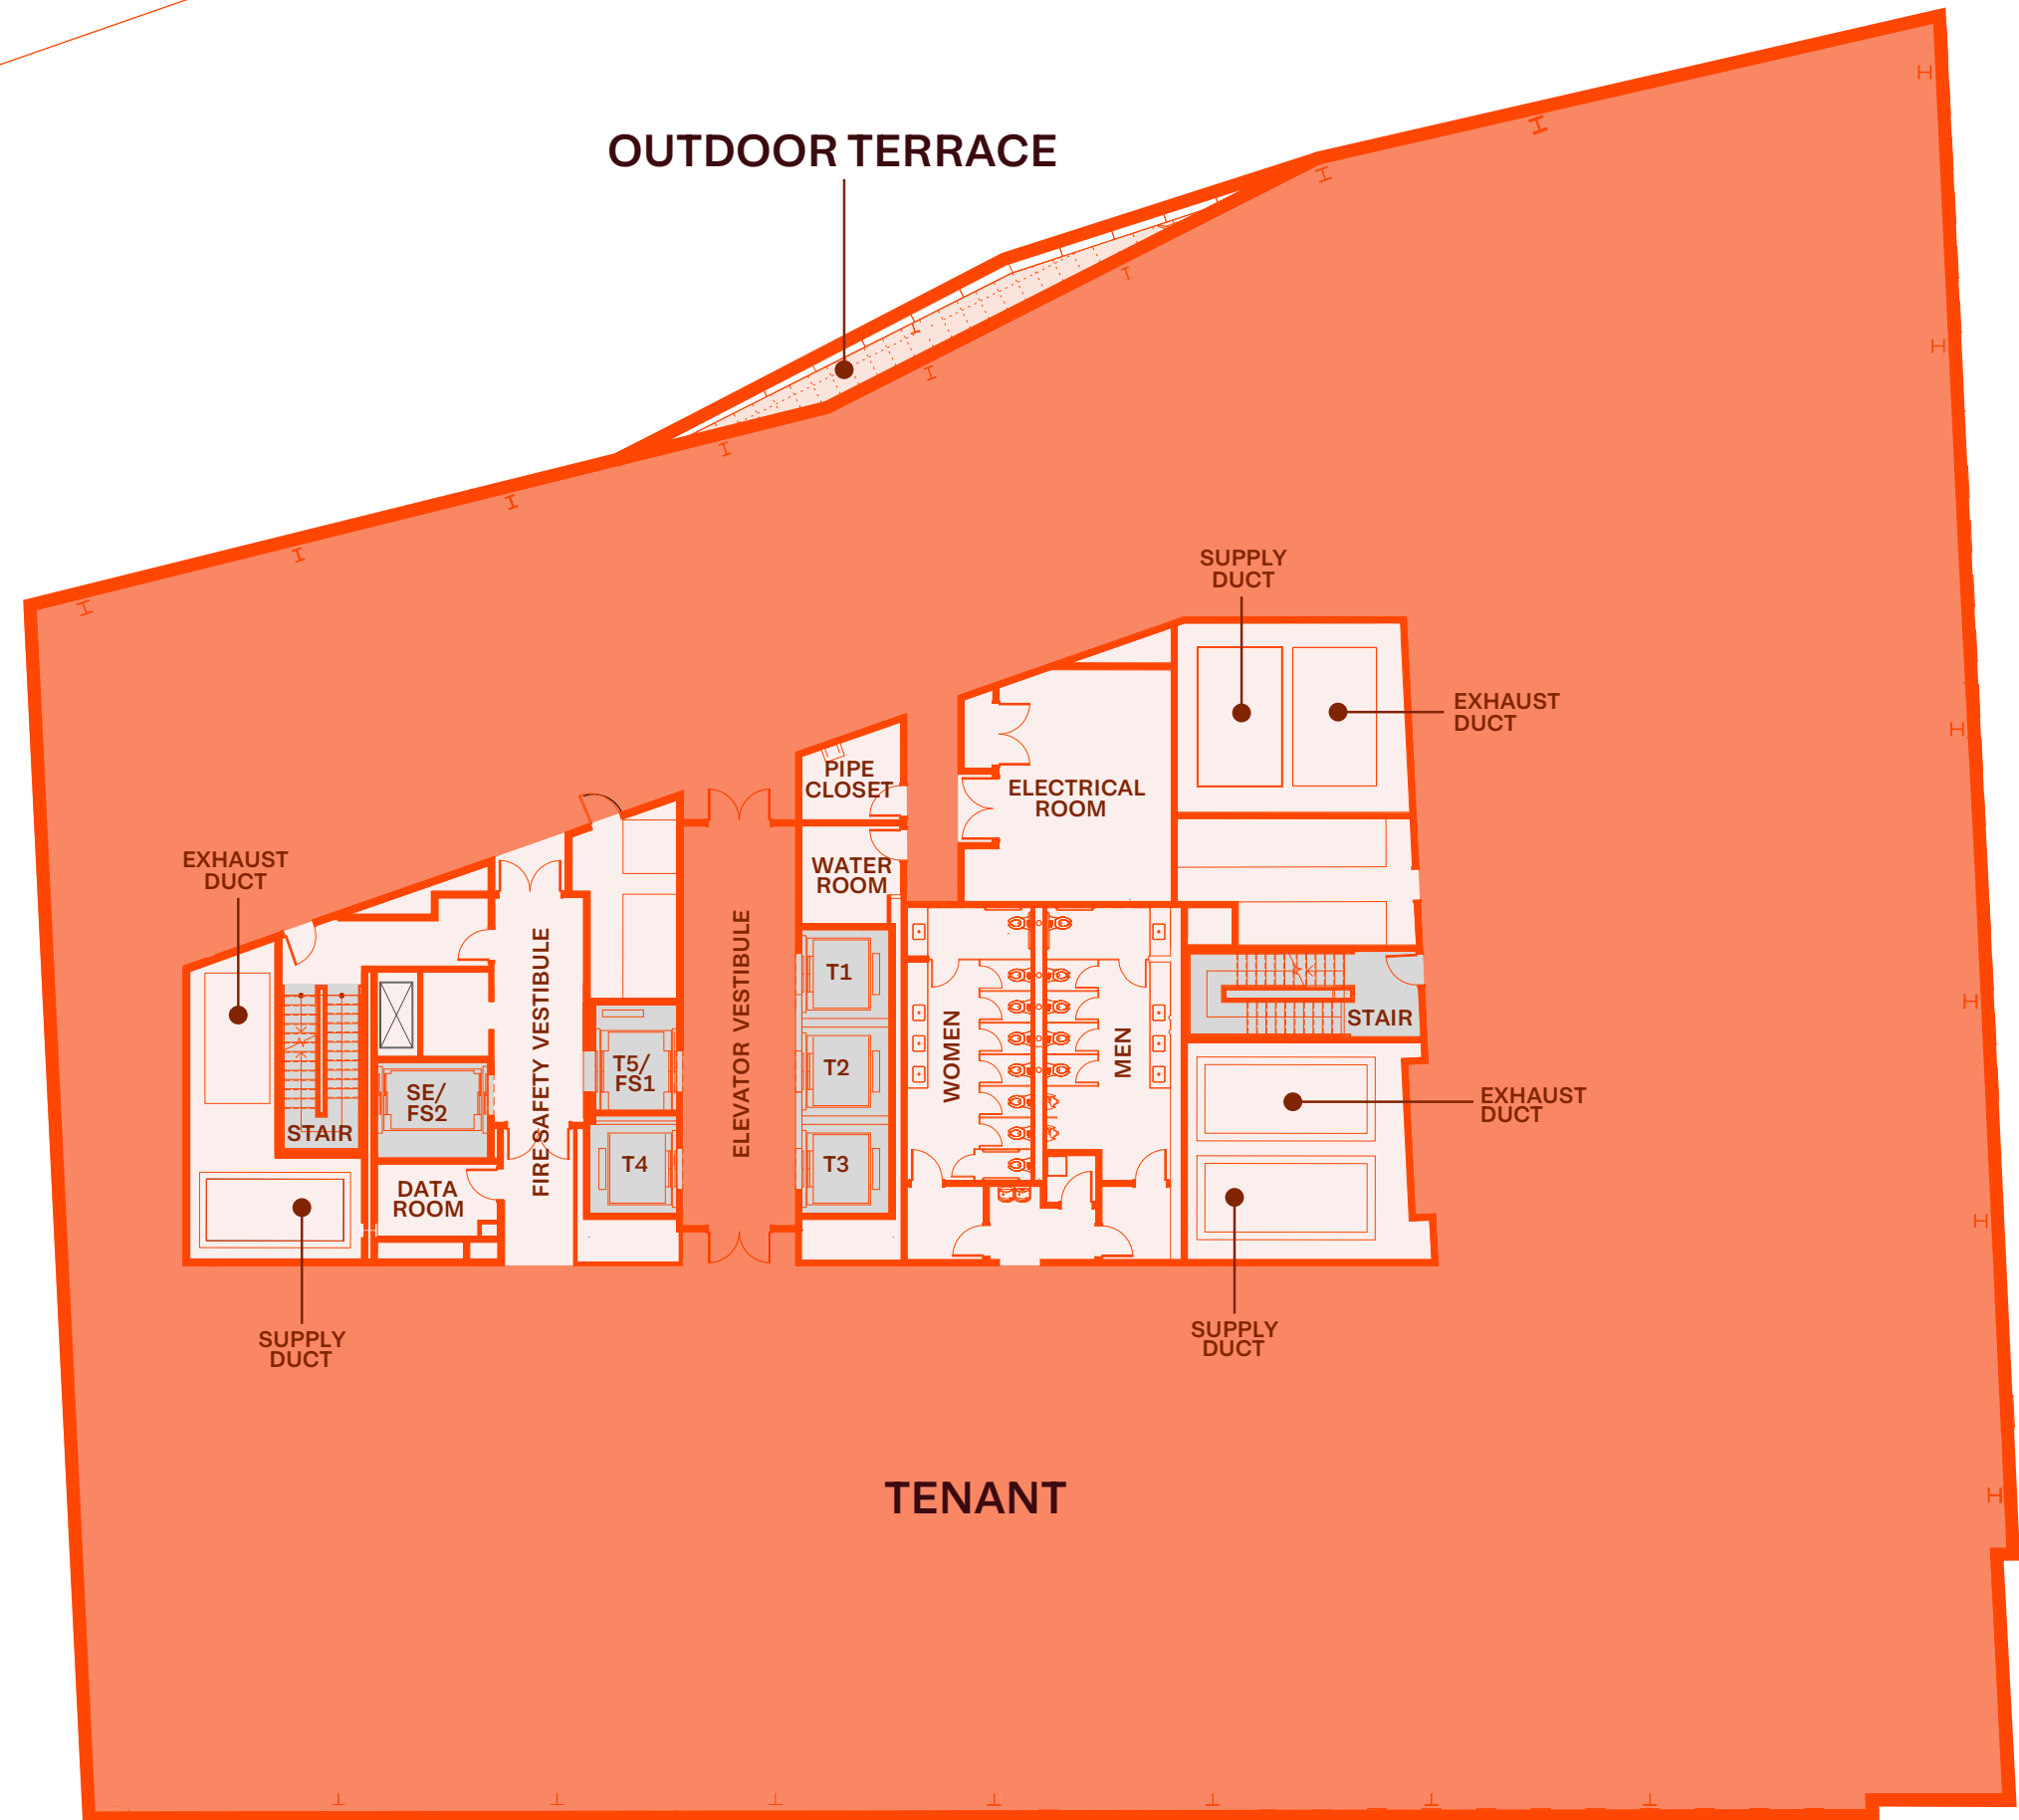 OUTDOOR TERRACE
SUPPLY
DUCT
EXHAUST
DUCT
PIPE
CLOSET
ELECTRICAL
ROOM
EXHAUST
DUCT
WATER
ROOM
FIRE SAFETY VESTIBULE
ELEVATOR VESTIBULE
T1
WOMEN
MEN
STAIR
T5/
FS1
T2
SE/
FS2
EXHAUST
DUCT
STAIR
T4
T3
DATA
ROOM
SUPPLY
DUCT
SUPPLY
DUCT
TENANT